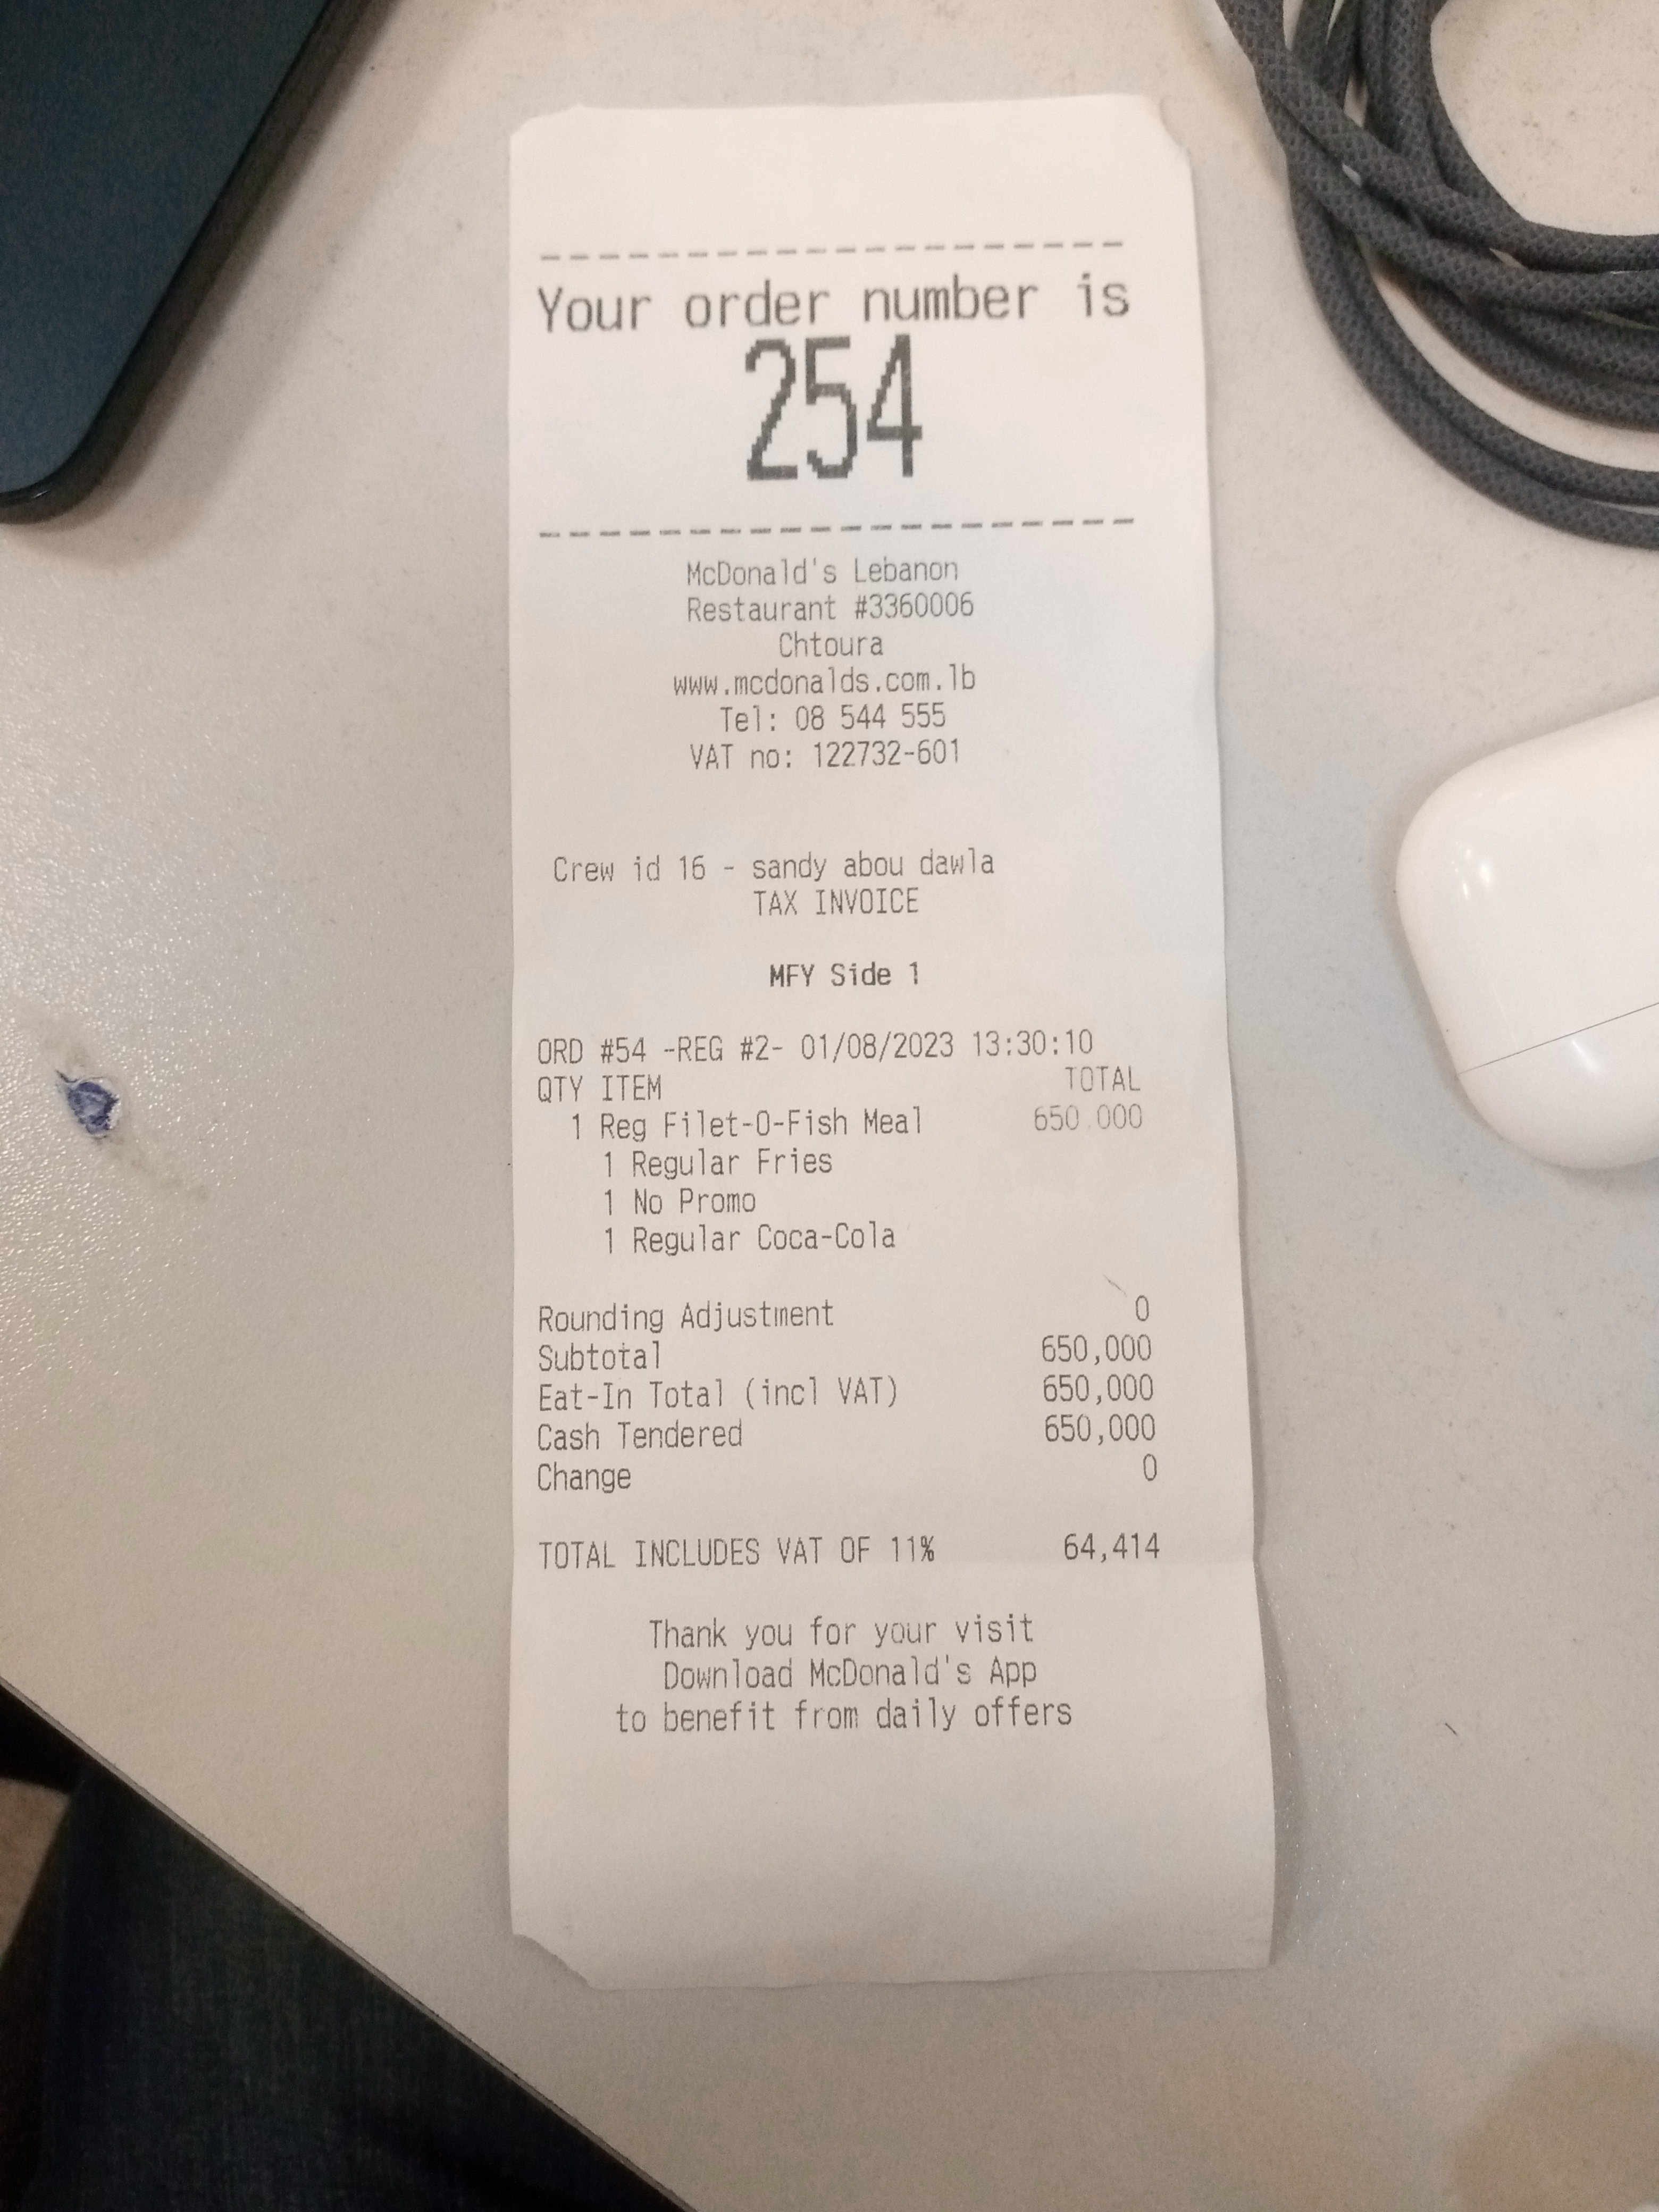 Your order number is
254
McDonald's Lebanon
Restaurant #3360006
Chtoura
www.mcdonalds.com.lb
Tel: 08 544 555
VAT no: 122732-601
Crew id 16 - sandy abou dawla
TAX INVOICE
MFY Side 1
ORD #54 -REG #2- 01/08/2023 13:30:10
QTY ITEM TOTAL
1 Reg Filet-O-Fish Meal 650.000
1 Regular Fries
1 No Promo
1 Regular Coca-Cola
Rounding Adjustment 0
Subtotal 650,000
Eat-In Total (incl VAT) 650,000
Cash Tendered 650,000
Change 0
TOTAL INCLUDES VAT OF 11% 64,414
Thank you for your visit
Download McDonald's App
to benefit from daily offers